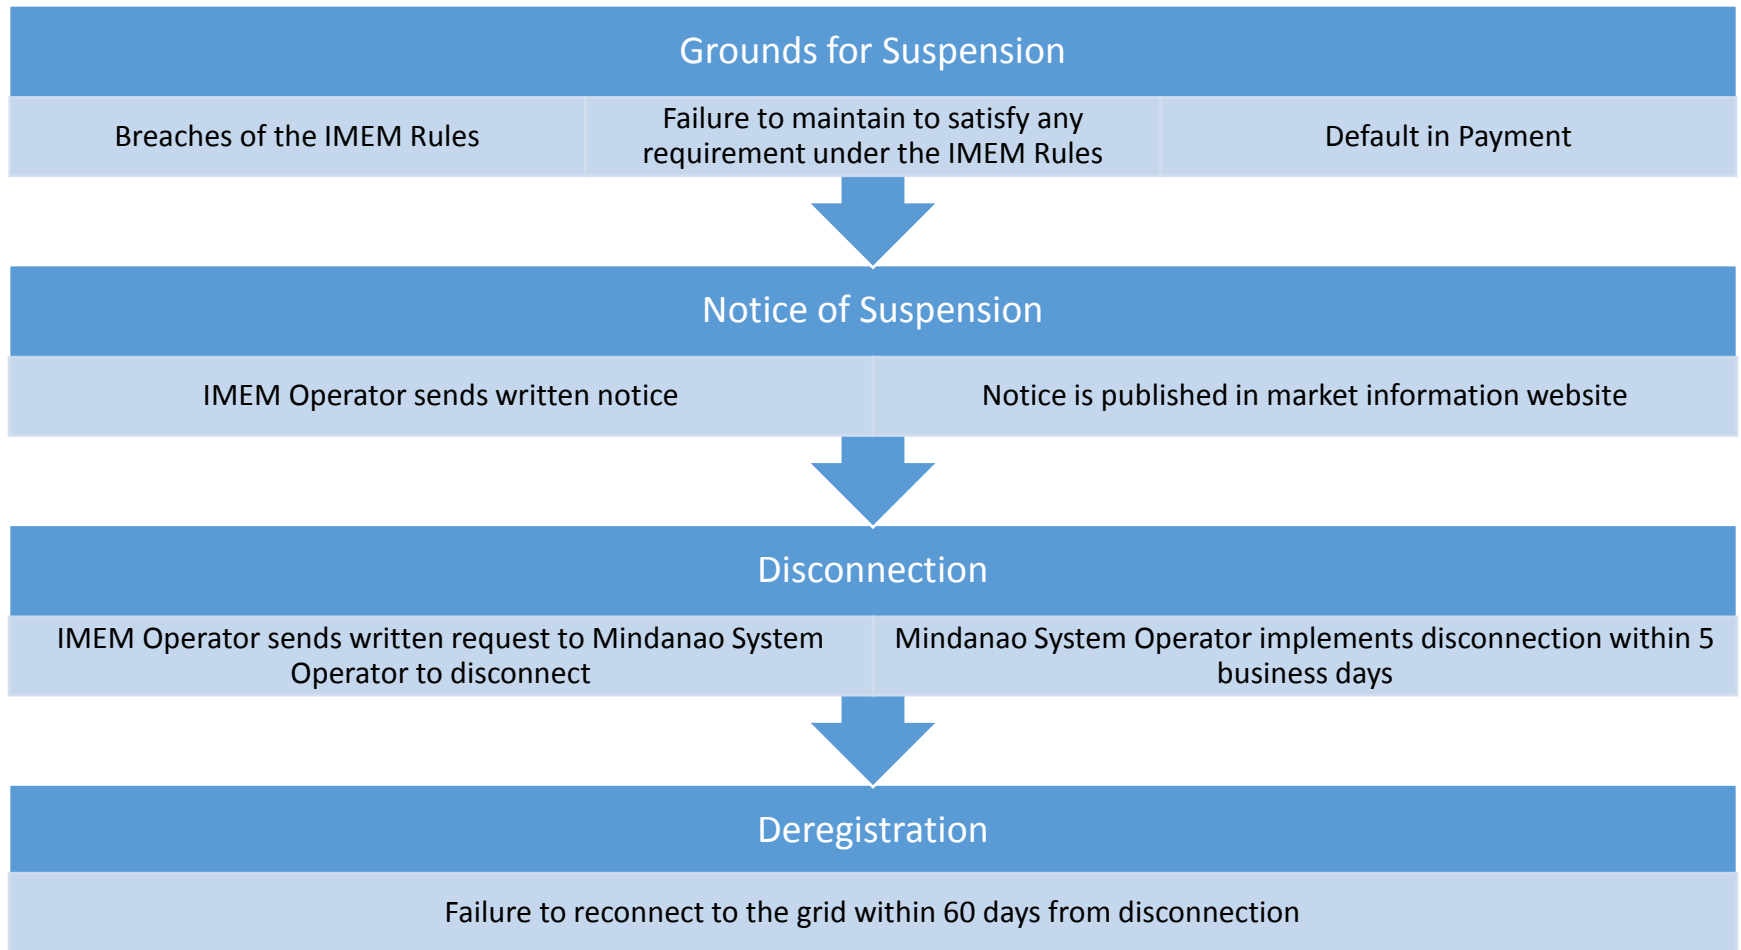 Grounds for Suspension
Breaches of the IMEM Rules
Failure to maintain to satisfy any
requirement under the IMEM Rules
Default in Payment
Notice of Suspension
IMEM Operator sends written notice
Notice is published in market information website
Disconnection
IMEM Operator sends written request to Mindanao System
Operator to disconnect
Mindanao System Operator implements disconnection within 5
business days
Deregistration
Failure to reconnect to the grid within 60 days from disconnection